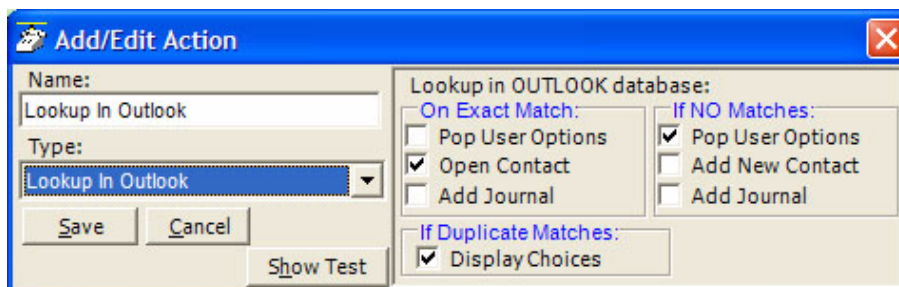 Add/Edit Action
Name:
Lookup In Outlook
Type:
Lookup In Outlook
Save Cancel
Show Test
Lookup in OUTLOOK database:
On Exact Match:
Pop User Options
Open Contact
Add Journal
If NO Matches:
Pop User Options
Add New Contact
Add Journal
If Duplicate Matches:
Display Choices